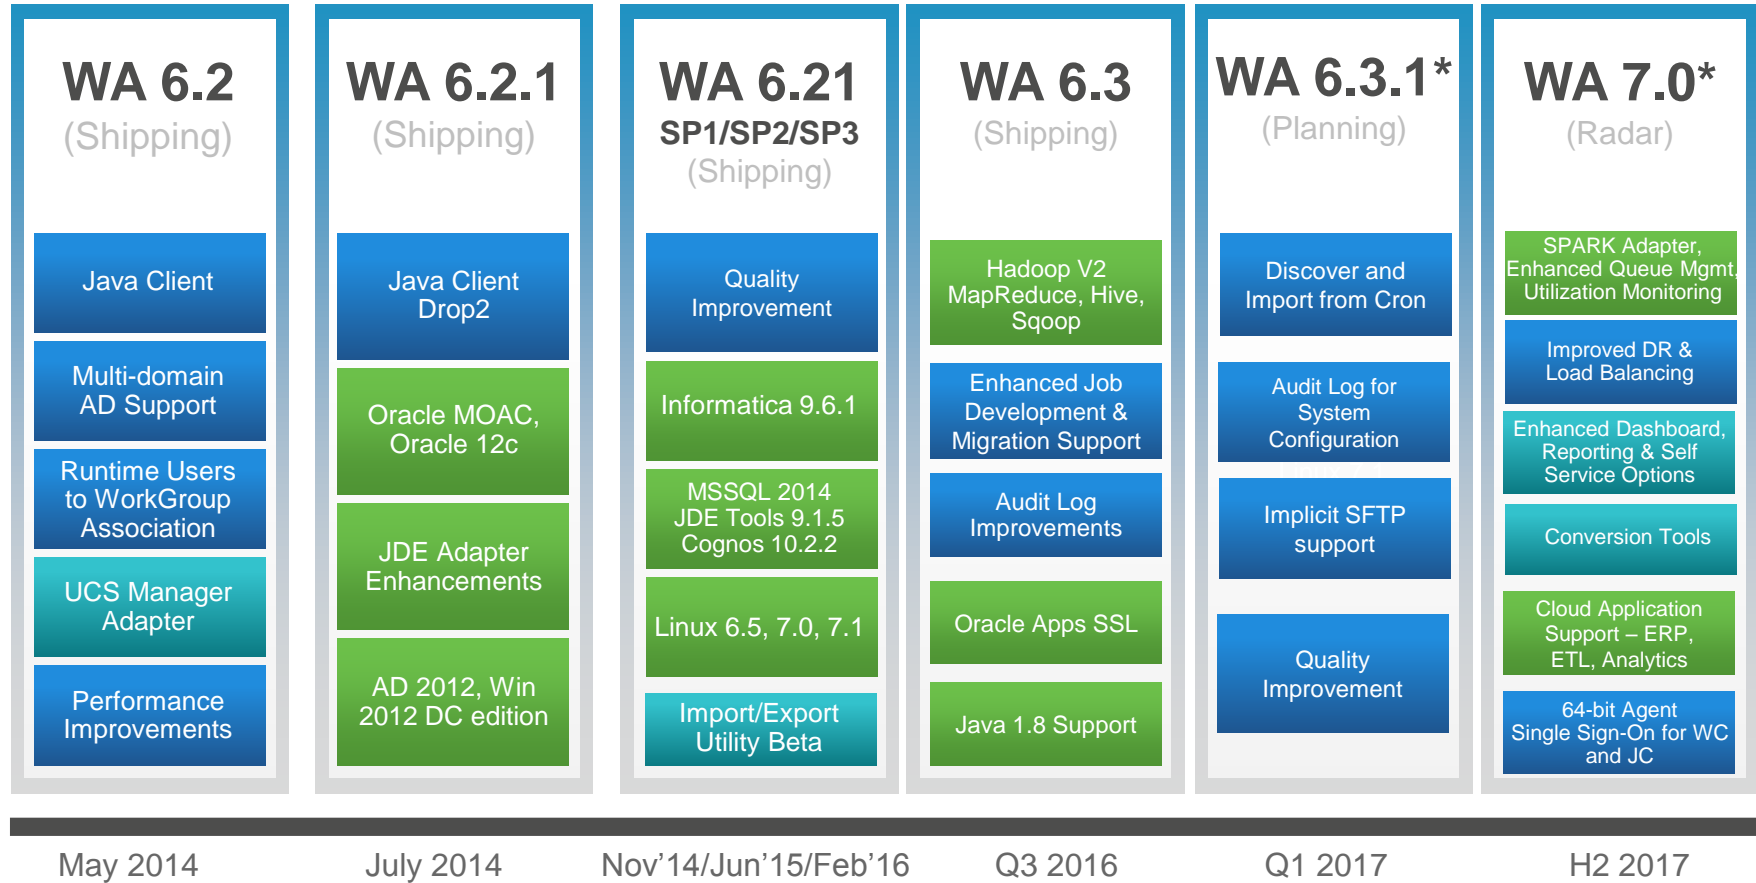 WA 6.2
(Shipping)
Java Client
Multi-domain
AD Support
Runtime Users
to WorkGroup
Association
UCS Manager
Adapter
Performance
Improvements
May 2014
WA 6.2.1
(Shipping)
Java Client
Drop2
Oracle MOAC,
Oracle 12c
JDE Adapter
Enhancements
AD 2012, Win
2012 DC edition
July 2014
WA 6.21
SP1/SP2/SP3
(Shipping)
Quality
Improvement
Informatica 9.6.1
MSSQL 2014
JDE Tools 9.1.5
Cognos 10.2.2
Linux 6.5, 7.0, 7.1
Import/Export
Utility Beta
Nov'14/Jun'15/Feb'16
WA 6.3
(Shipping)
Hadoop V2
MapReduce, Hive,
Sqoop
Enhanced Job
Development &
Migration Support
Audit Log
Improvements
Oracle Apps SSL
Java 1.8 Support
Q3 2016
WA 6.3.1*
(Planning)
Discover and
Import from Cron
Audit Log for
System
Configuration
Linux 7.1
Implicit SFTP
support
Quality
Improvement
Q1 2017
WA 7.0*
(Radar)
SPARK Adapter,
Enhanced Queue Mgmt,
Utilization Monitoring
Improved DR &
Load Balancing
Enhanced Dashboard,
Reporting & Self
Service Options
Conversion Tools
Cloud Application
Support – ERP,
ETL, Analytics
64-bit Agent
Single Sign-On for WC
and JC
H2 2017